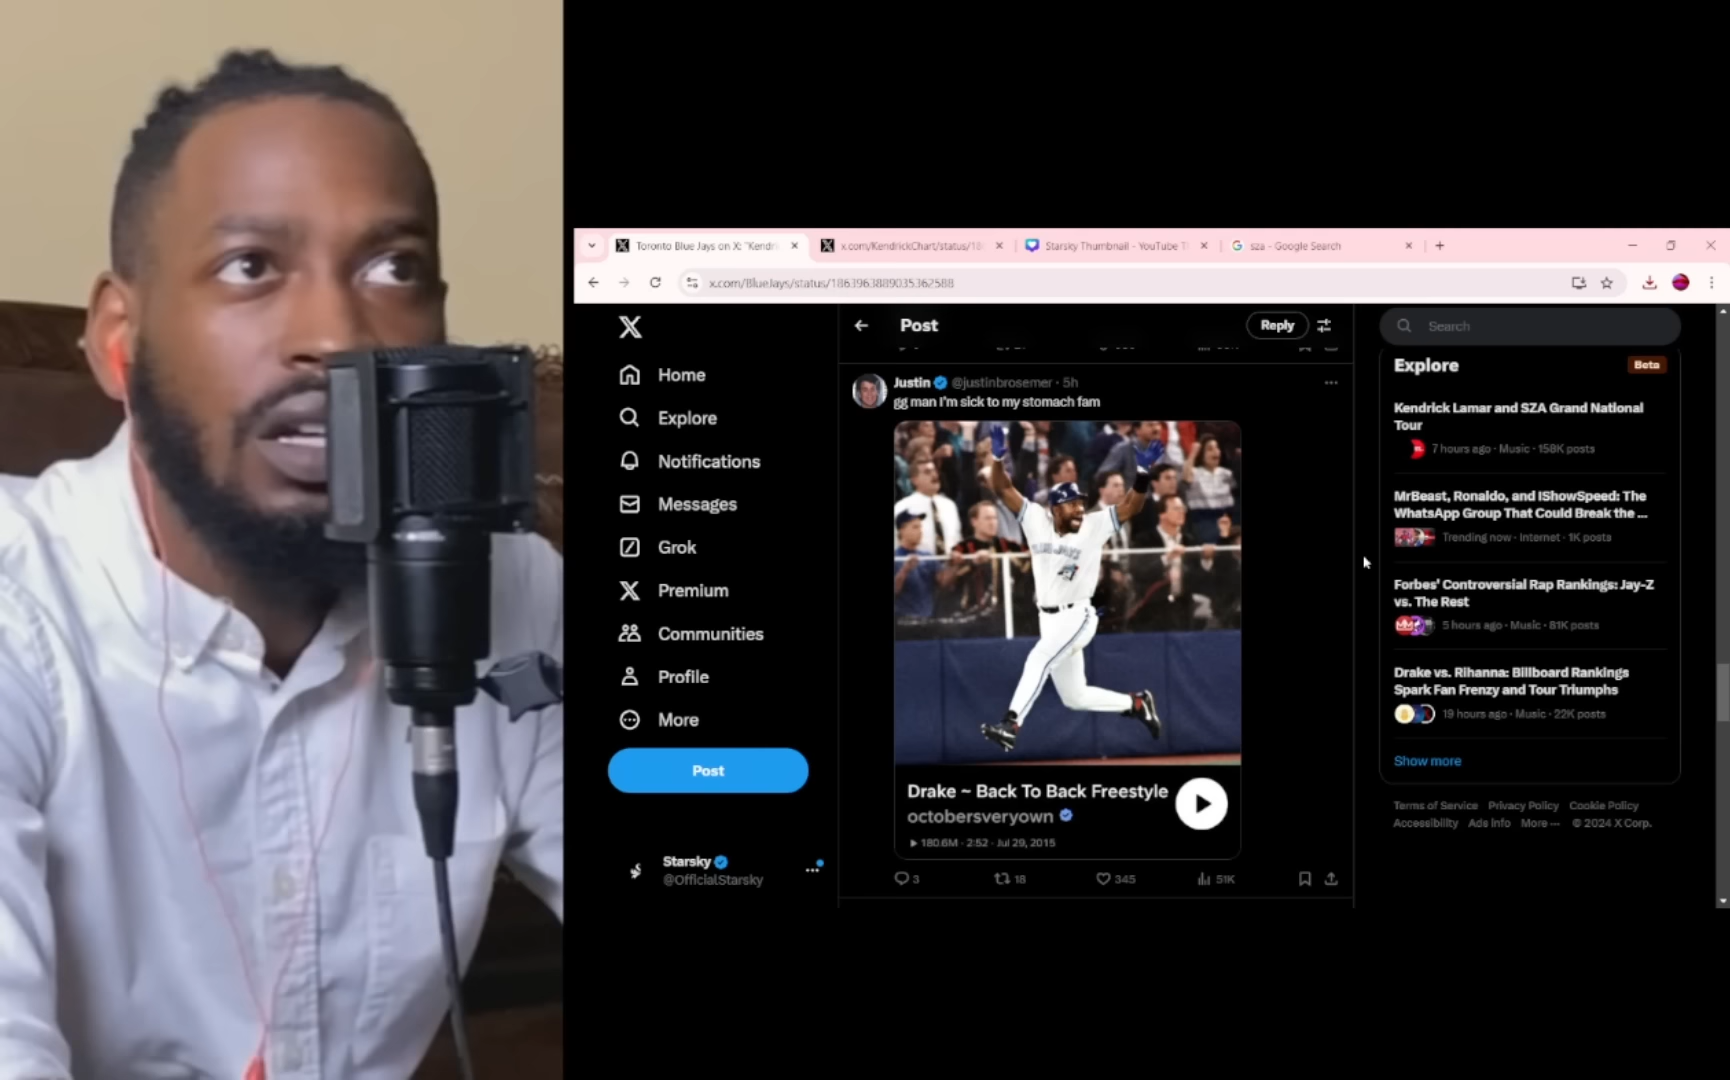 Toronto Blue Jays on X: "Kendri
x.com/KendrickChart/status/18
Starsky Thumbnail - YouTube T
sza - Google Search
x.com/BlueJays/status/1863963889035362588
Post
Reply
Search
Home
Explore
Notifications
Messages
Grok
Premium
Communities
Profile
More
Post
Starsky
@OfficialStarsky
Justin @justinbrosemer · 5h
gg man I'm sick to my stomach fam
Drake ~ Back To Back Freestyle
octobersveryown
180.6M · 2:52 · Jul 29, 2015
3 18 345 51K
Explore
Beta
Kendrick Lamar and SZA Grand National
Tour
7 hours ago · Music · 158K posts
MrBeast, Ronaldo, and IShowSpeed: The
WhatsApp Group That Could Break the ...
Trending now · Internet · 1K posts
Forbes' Controversial Rap Rankings: Jay-Z
vs. The Rest
5 hours ago · Music · 81K posts
Drake vs. Rihanna: Billboard Rankings
Spark Fan Frenzy and Tour Triumphs
19 hours ago · Music · 22K posts
Show more
Terms of Service Privacy Policy Cookie Policy
Accessibility Ads info More ··· © 2024 X Corp.